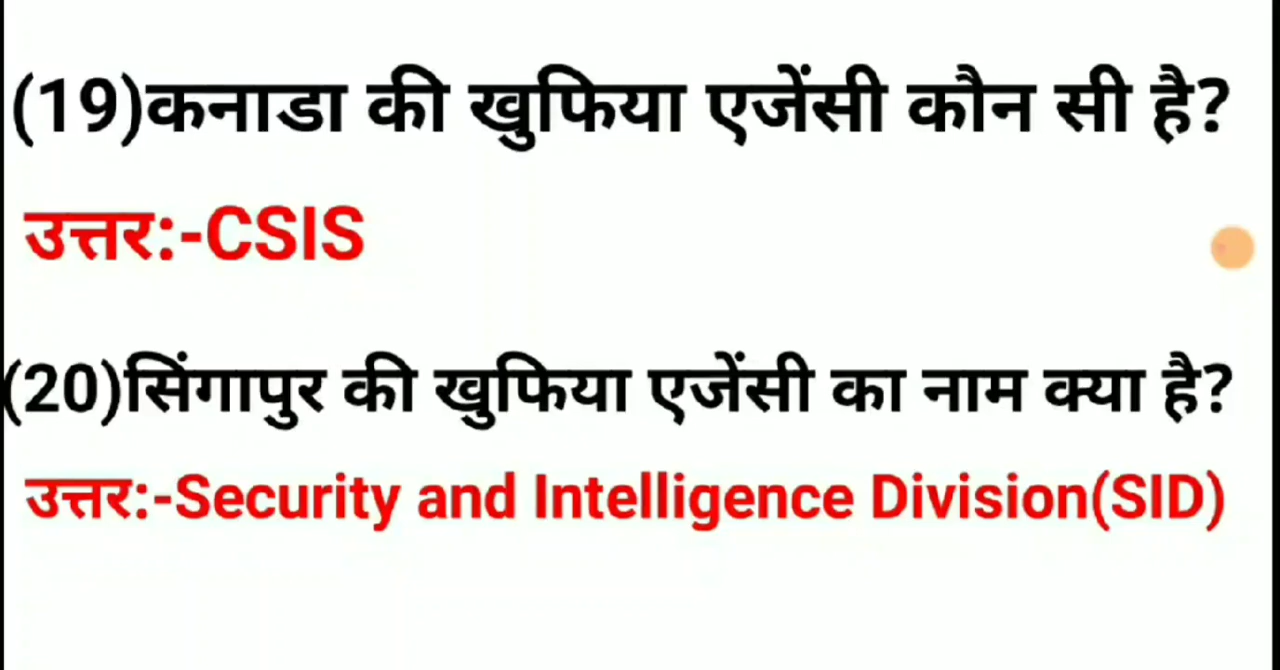 (19)कनाडा की खुफिया एजेंसी कौन सी है?
उत्तर:-CSIS
(20)सिंगापुर की खुफिया एजेंसी का नाम क्या है?
उत्तर:-Security and Intelligence Division(SID)